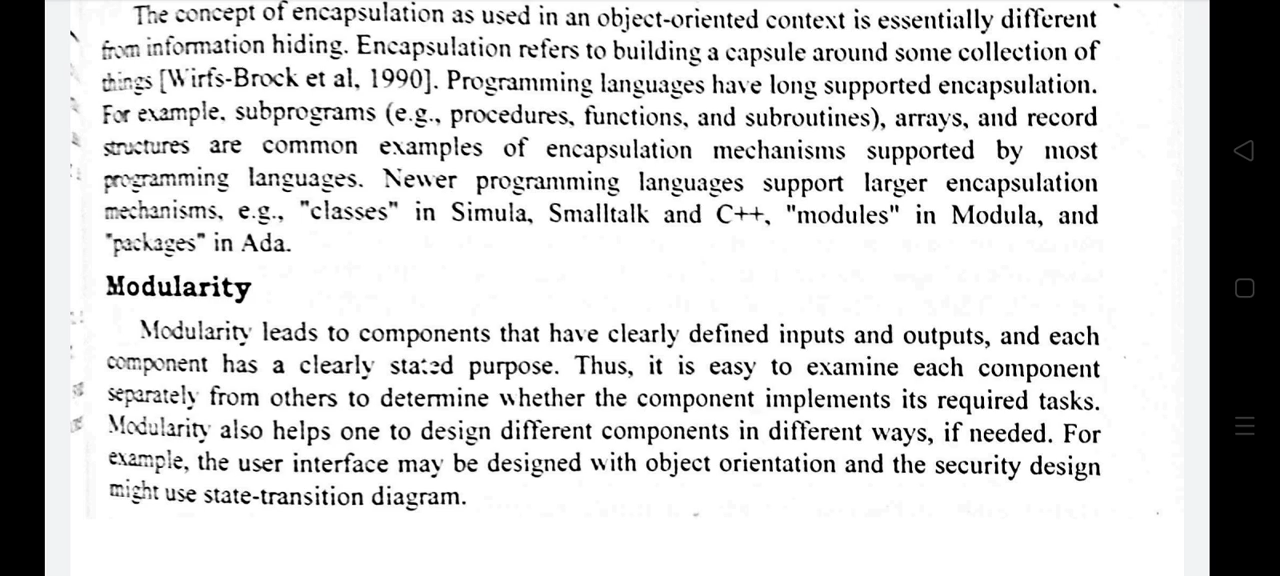 The concept of encapsulation as used in an object-oriented context is essentially different
from information hiding. Encapsulation refers to building a capsule around some collection of
things [Wirfs-Brock et al, 1990]. Programming languages have long supported encapsulation.
For example, subprograms (e.g., procedures, functions, and subroutines), arrays, and record
structures are common examples of encapsulation mechanisms supported by most
programming languages. Newer programming languages support larger encapsulation
mechanisms, e.g., "classes" in Simula, Smalltalk and C++, "modules" in Modula, and
"packages" in Ada.
Modularity
Modularity leads to components that have clearly defined inputs and outputs, and each
component has a clearly stated purpose. Thus, it is easy to examine each component
separately from others to determine whether the component implements its required tasks.
Modularity also helps one to design different components in different ways, if needed. For
example, the user interface may be designed with object orientation and the security design
might use state-transition diagram.